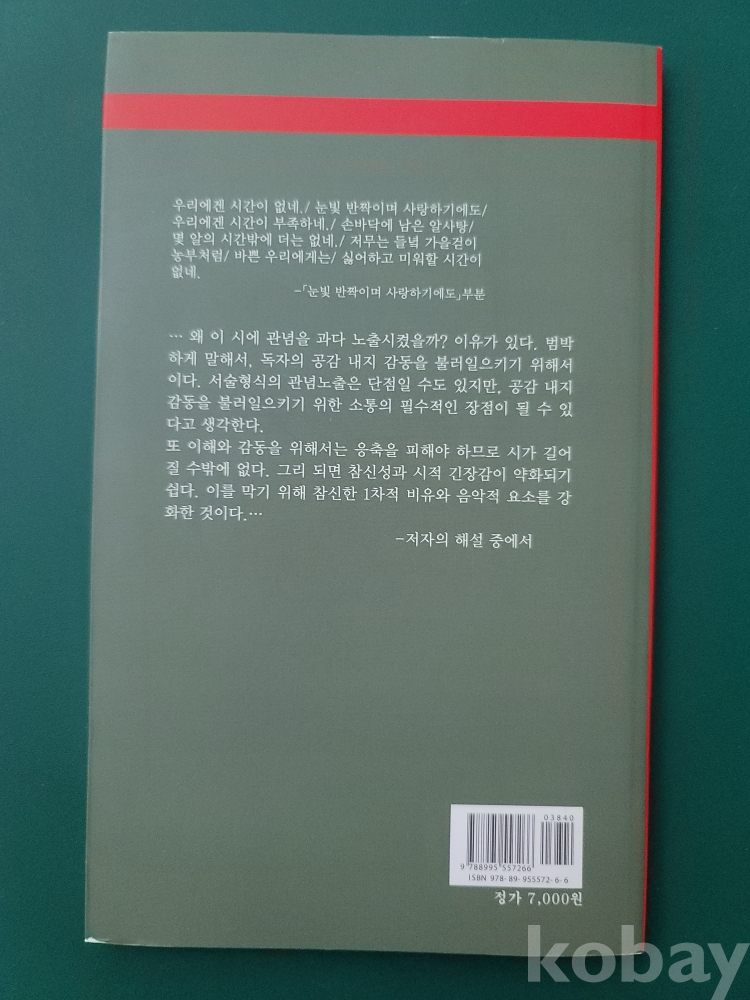 우리에겐 시간이 없네./ 눈빛 반짝이며 사랑하기에도/
우리에겐 시간이 부족하네./ 손바닥에 남은 알사탕/
몇 알의 시간밖에 더는 없네./ 저무는 들녘 가을걷이
농부처럼/ 바쁜 우리에게는/ 싫어하고 미워할 시간이
없네.
-「눈빛 반짝이며 사랑하기에도」부분
… 왜 이 시에 관념을 과다 노출시켰을까? 이유가 있다. 범박
하게 말해서, 독자의 공감 내지 감동을 불러일으키기 위해서
이다. 서술형식의 관념노출은 단점일 수도 있지만, 공감 내지
감동을 불러일으키기 위한 소통의 필수적인 장점이 될 수 있
다고 생각한다.
또 이해와 감동을 위해서는 응축을 피해야 하므로 시가 길어
질 수밖에 없다. 그리 되면 참신성과 시적 긴장감이 약화되기
쉽다. 이를 막기 위해 참신한 1차적 비유와 음악적 요소를 강
화한 것이다.…
-저자의 해설 중에서
03840
9 788995 557266
ISBN 978-89-955572-6-6
정가 7,000원
kobay